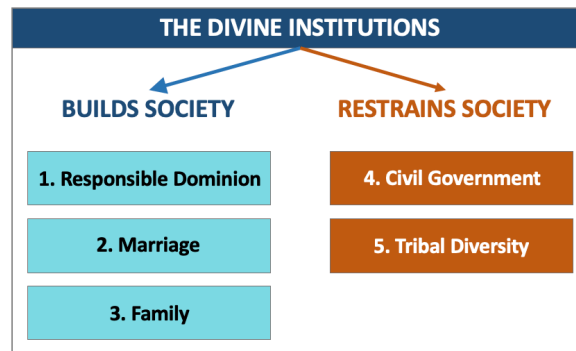 THE DIVINE INSTITUTIONS
BUILDS SOCIETY
1. Responsible Dominion
2. Marriage
3. Family
RESTRAINS SOCIETY
4. Civil Government
5. Tribal Diversity